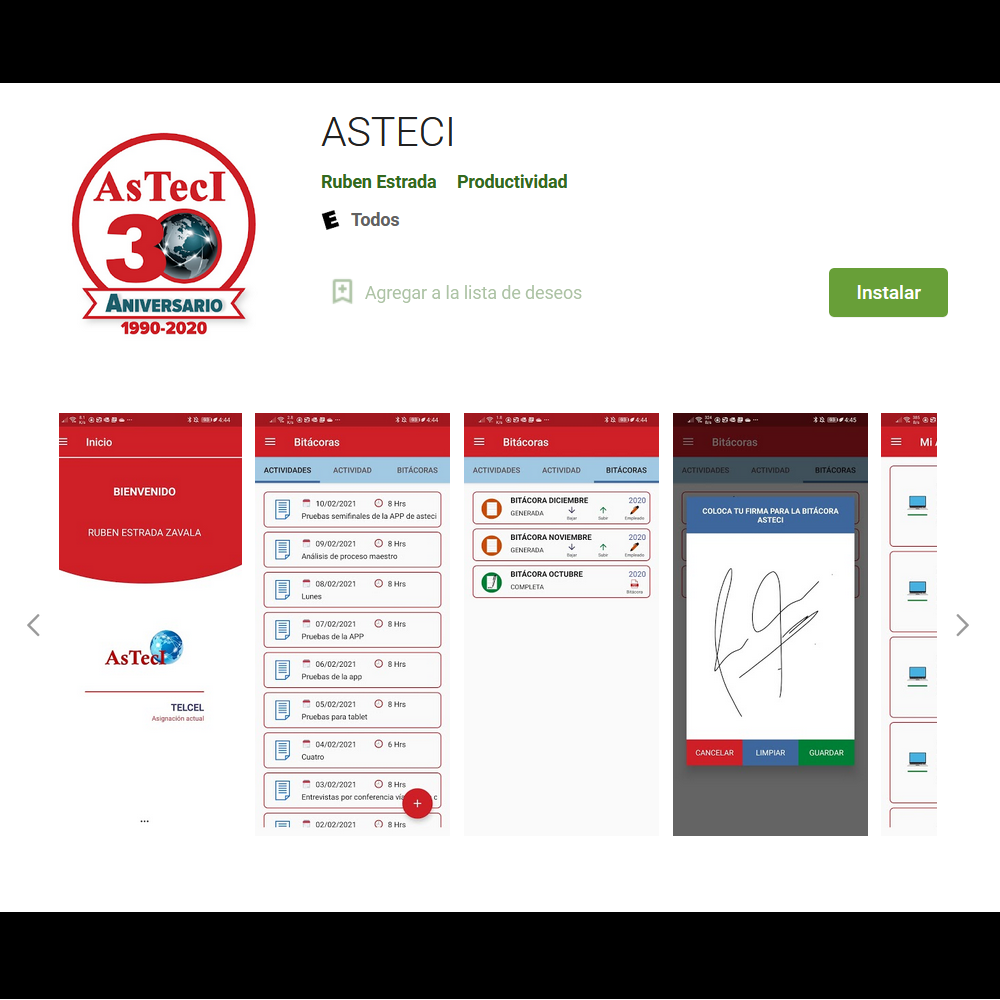 ASTECI
Ruben Estrada Productividad
E Todos
Agregar a la lista de deseos
Instalar
AsTecI
30
ANIVERSARIO
1990-2020
4:44
Inicio
BIENVENIDO
RUBEN ESTRADA ZAVALA
AsTecI
TELCEL
Asignación actual
...
4:44
Bitácoras
ACTIVIDADES ACTIVIDAD BITÁCORAS
10/02/2021 8 Hrs
Pruebas semifinales de la APP de asteci
09/02/2021 8 Hrs
Análisis de proceso maestro
08/02/2021 8 Hrs
Lunes
07/02/2021 8 Hrs
Pruebas de la APP
06/02/2021 8 Hrs
Pruebas de la app
05/02/2021 8 Hrs
Pruebas para tablet
04/02/2021 6 Hrs
Cuatro
03/02/2021 8 Hrs
Entrevistas por conferencia
+
02/02/2021 8 Hrs
4:44
Bitácoras
ACTIVIDADES ACTIVIDAD BITÁCORAS
BITÁCORA DICIEMBRE 2020
GENERADA Bajar Subir Empleado
BITÁCORA NOVIEMBRE 2020
GENERADA Bajar Subir Empleado
BITÁCORA OCTUBRE 2020
COMPLETA Bitácora
4:45
Bitácoras
ACTIVIDADES ACTIVIDAD BITÁCORAS
COLOCA TU FIRMA PARA LA BITÁCORA
ASTECI
CANCELAR LIMPIAR GUARDAR
Mi